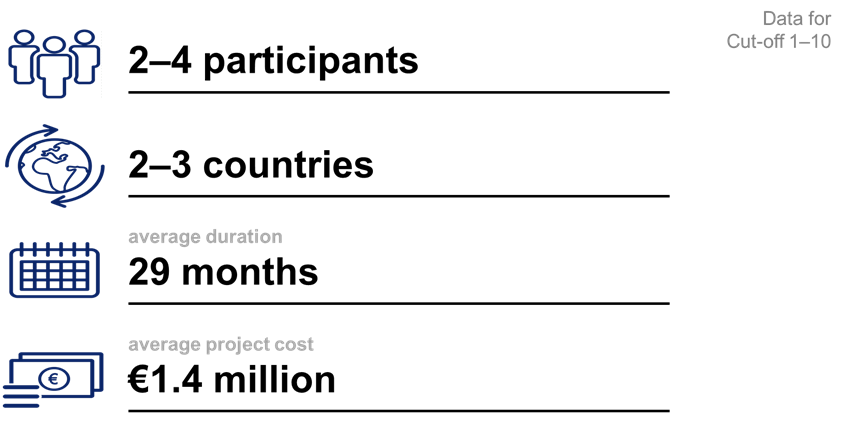 Data for
Cut-off 1–10
2–4 participants
2–3 countries
average duration
29 months
average project cost
€1.4 million